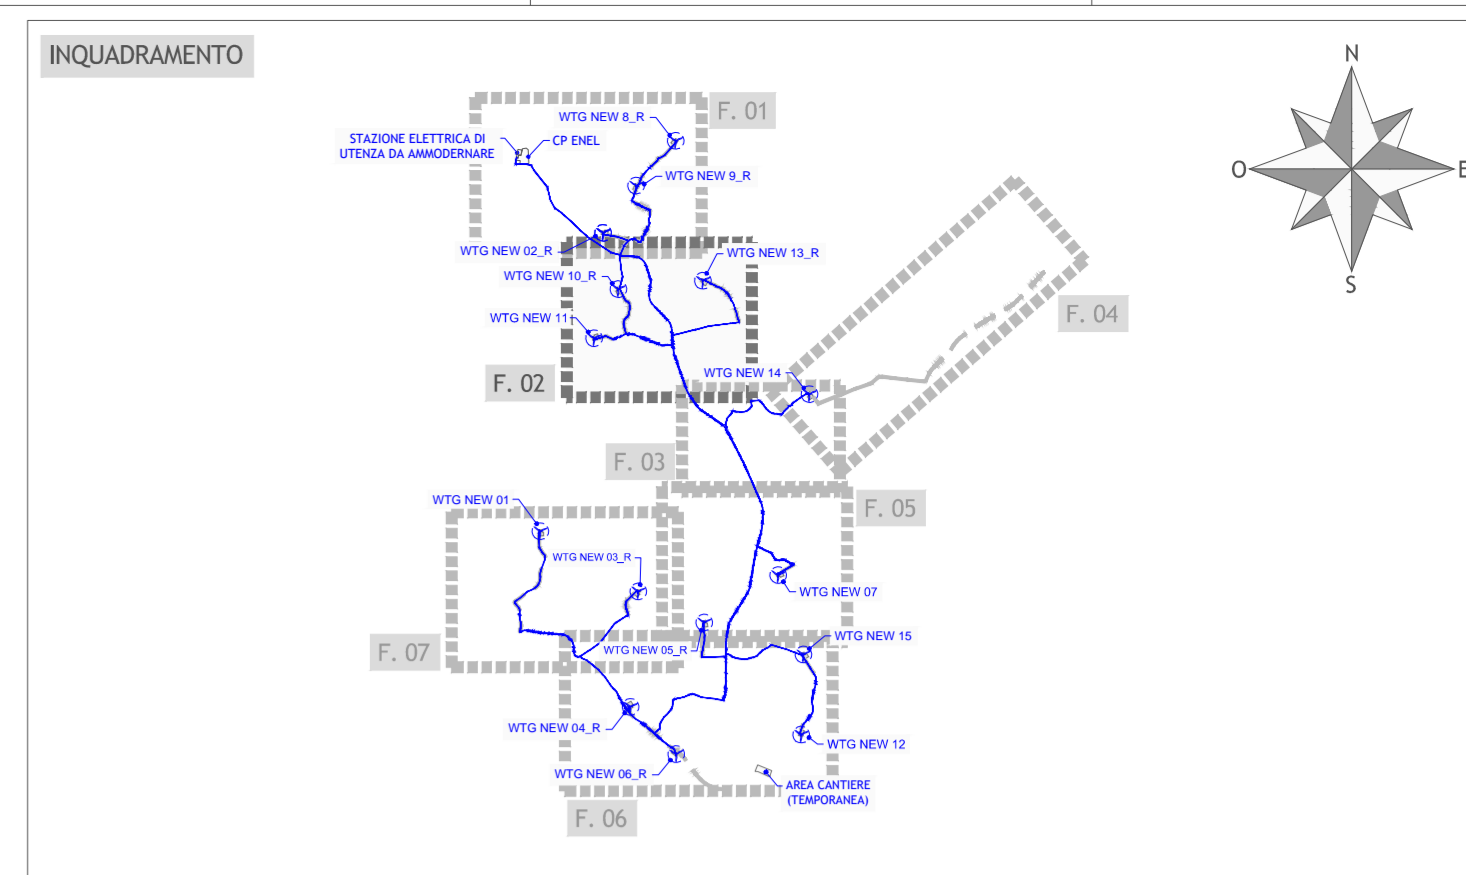 INQUADRAMENTO
N
O
E
S
F. 01
WTG NEW 8_R
STAZIONE ELETTRICA DI
UTENZA DA AMMODERNARE
CP ENEL
WTG NEW 9_R
WTG NEW 02_R
WTG NEW 13_R
WTG NEW 10_R
WTG NEW 11
F. 04
WTG NEW 14
F. 02
F. 03
WTG NEW 01
F. 05
WTG NEW 03_R
WTG NEW 07
WTG NEW 15
WTG NEW 05_R
F. 07
WTG NEW 04_R
WTG NEW 12
WTG NEW 06_R
AREA CANTIERE
(TEMPORANEA)
F. 06